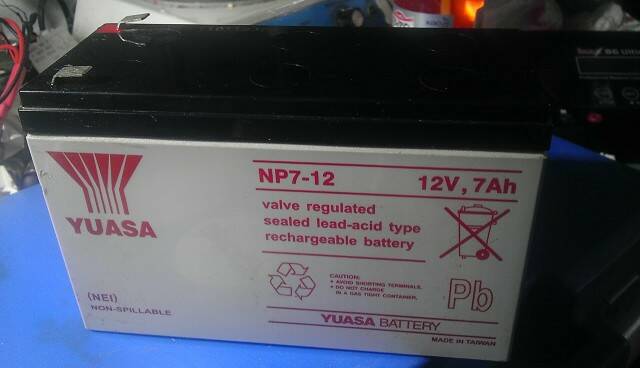 YUASA
NP7-12 12V, 7Ah
valve regulated
sealed lead-acid type
rechargeable battery
CAUTION:
• AVOID SHORTING TERMINALS.
• DO NOT CHARGE
IN A GAS TIGHT CONTAINER.
Pb
(NEI)
NON-SPILLABLE
YUASA BATTERY
MADE IN TAIWAN